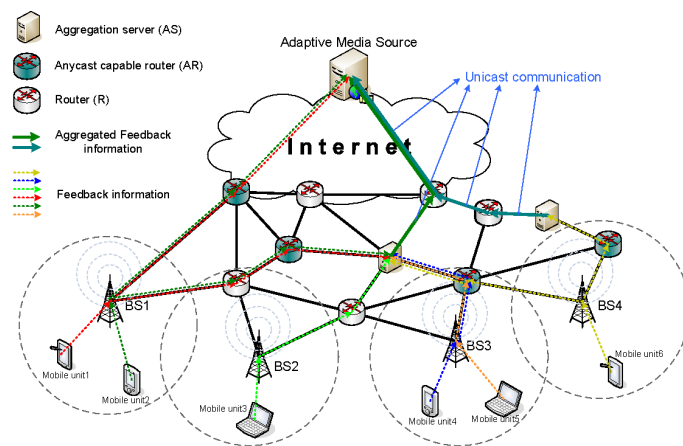 Aggregation server (AS)
Adaptive Media Source
Anycast capable router (AR)
Unicast communication
Router (R)
Aggregated Feedback
information
Internet
Feedback information
BS1
BS2
BS3
BS4
Mobile unit1
Mobile unit2
Mobile unit3
Mobile unit4
Mobile unit5
Mobile unit6